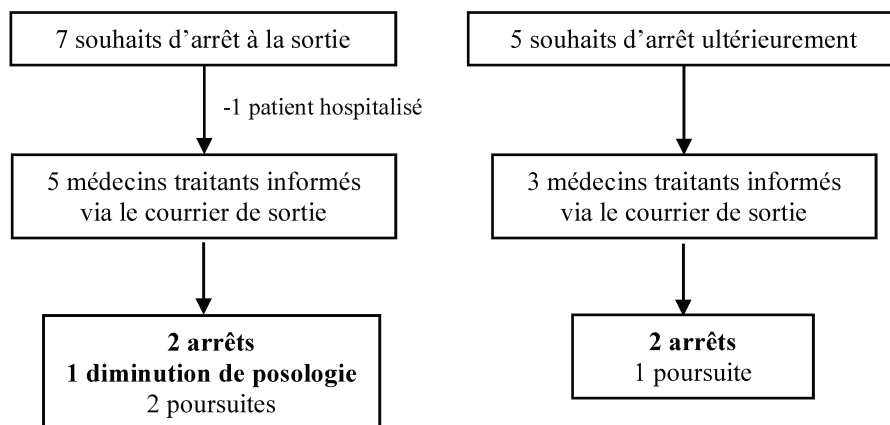 7 souhaits d’arrêt à la sortie
-1 patient hospitalisé
5 médecins traitants informés
via le courrier de sortie
2 arrêts
1 diminution de posologie
2 poursuites
5 souhaits d’arrêt ultérieurement
3 médecins traitants informés
via le courrier de sortie
2 arrêts
1 poursuite